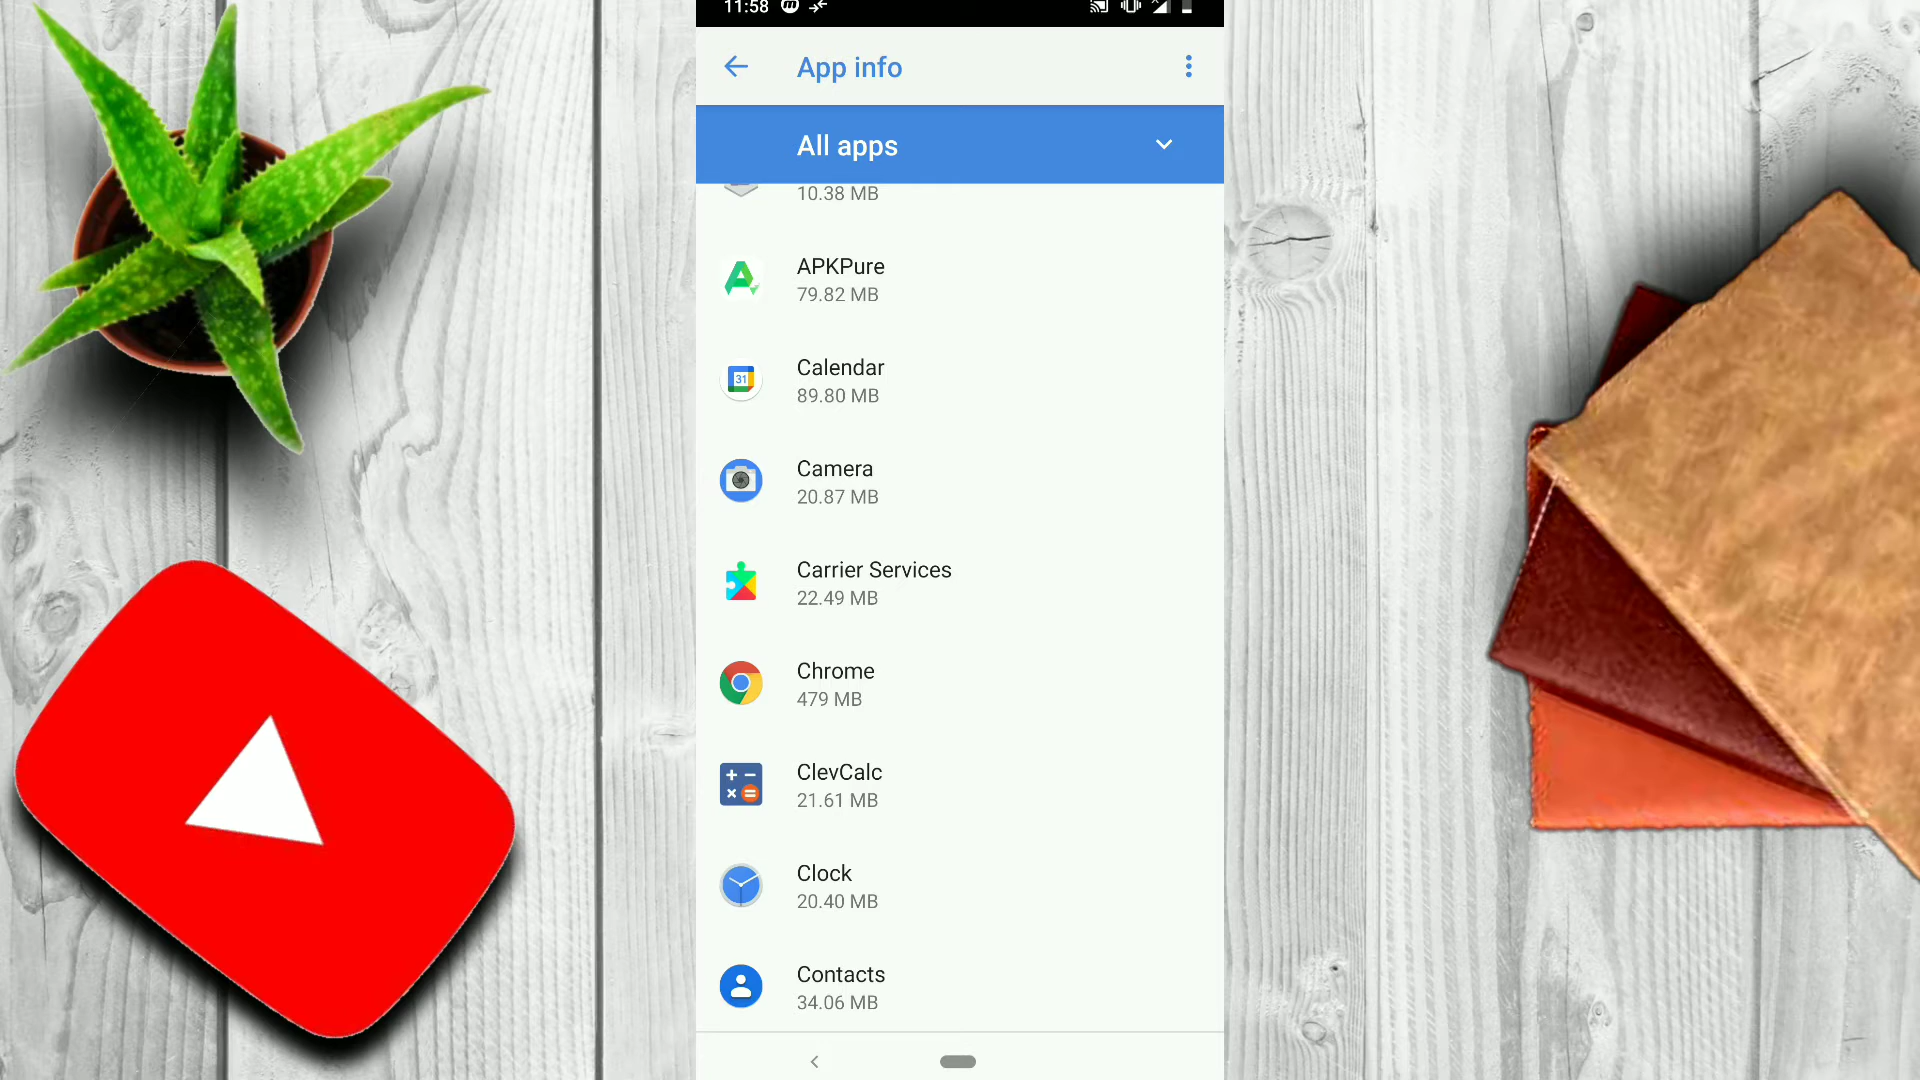 11:58
App info
All apps
10.38 MB
APKPure
79.82 MB
31
Calendar
89.80 MB
Camera
20.87 MB
Carrier Services
22.49 MB
Chrome
479 MB
ClevCalc
21.61 MB
Clock
20.40 MB
Contacts
34.06 MB